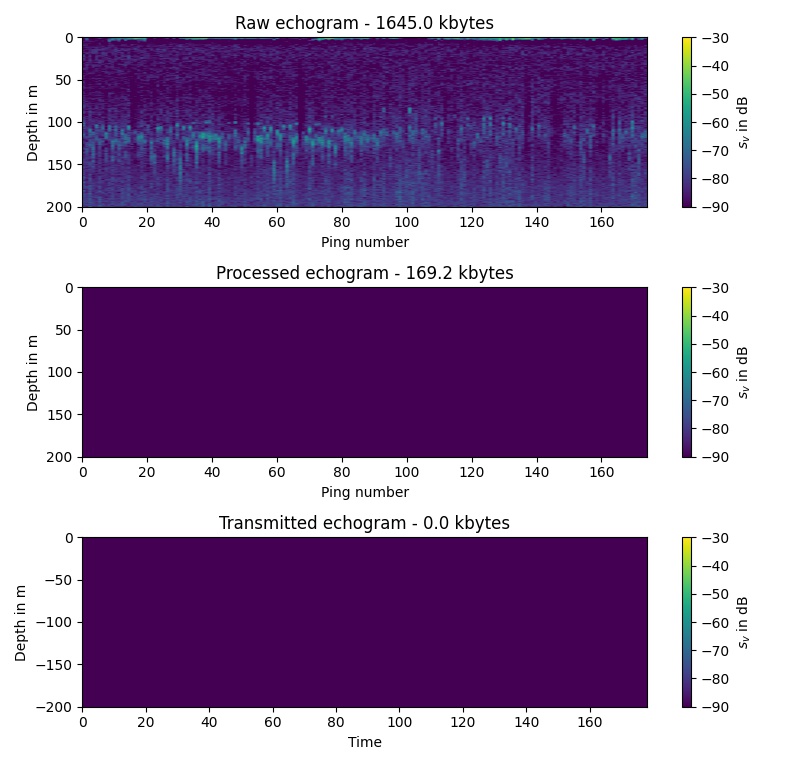 Raw echogram - 1645.0 kbytes
0
50
100
150
200
Depth in m
0 20 40 60 80 100 120 140 160
Ping number
−30
−40
−50
−60
−70
−80
−90
sv in dB
Processed echogram - 169.2 kbytes
0
50
100
150
200
Depth in m
0 20 40 60 80 100 120 140 160
Ping number
−30
−40
−50
−60
−70
−80
−90
sv in dB
Transmitted echogram - 0.0 kbytes
0
−50
−100
−150
−200
Depth in m
0 20 40 60 80 100 120 140 160
Time
−30
−40
−50
−60
−70
−80
−90
sv in dB